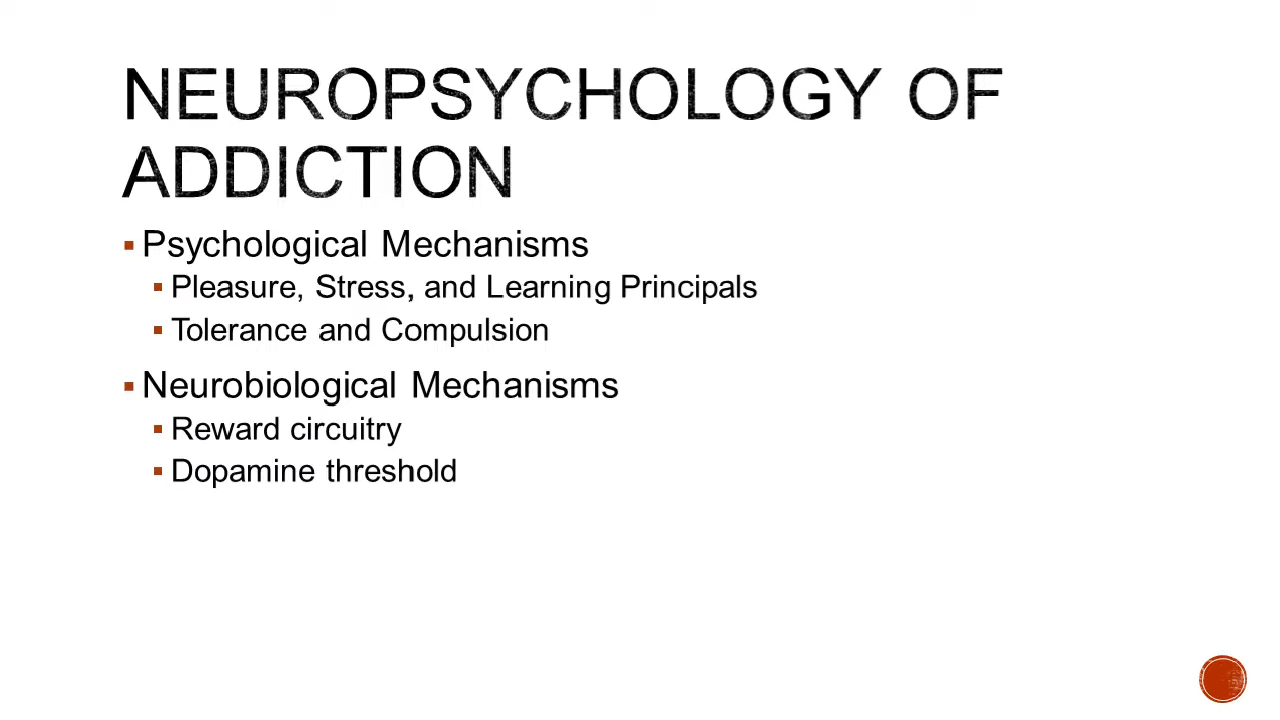 NEUROPSYCHOLOGY OF
ADDICTION
▪ Psychological Mechanisms
▪ Pleasure, Stress, and Learning Principals
▪ Tolerance and Compulsion
▪ Neurobiological Mechanisms
▪ Reward circuitry
▪ Dopamine threshold